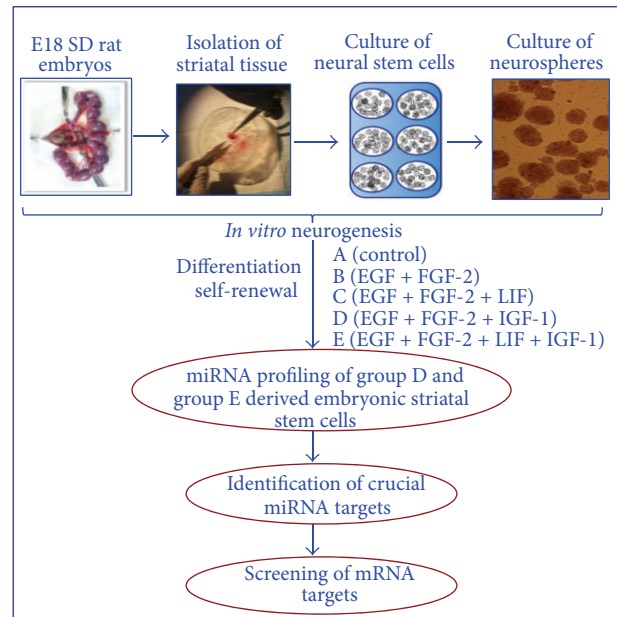 E18 SD rat
embryos
Isolation of
striatal tissue
Culture of
neural stem cells
Culture of
neurospheres
In vitro neurogenesis
Differentiation
self-renewal
A (control)
B (EGF + FGF-2)
C (EGF + FGF-2 + LIF)
D (EGF + FGF-2 + IGF-1)
E (EGF + FGF-2 + LIF + IGF-1)
miRNA profiling of group D and
group E derived embryonic striatal
stem cells
Identification of crucial
miRNA targets
Screening of mRNA
targets